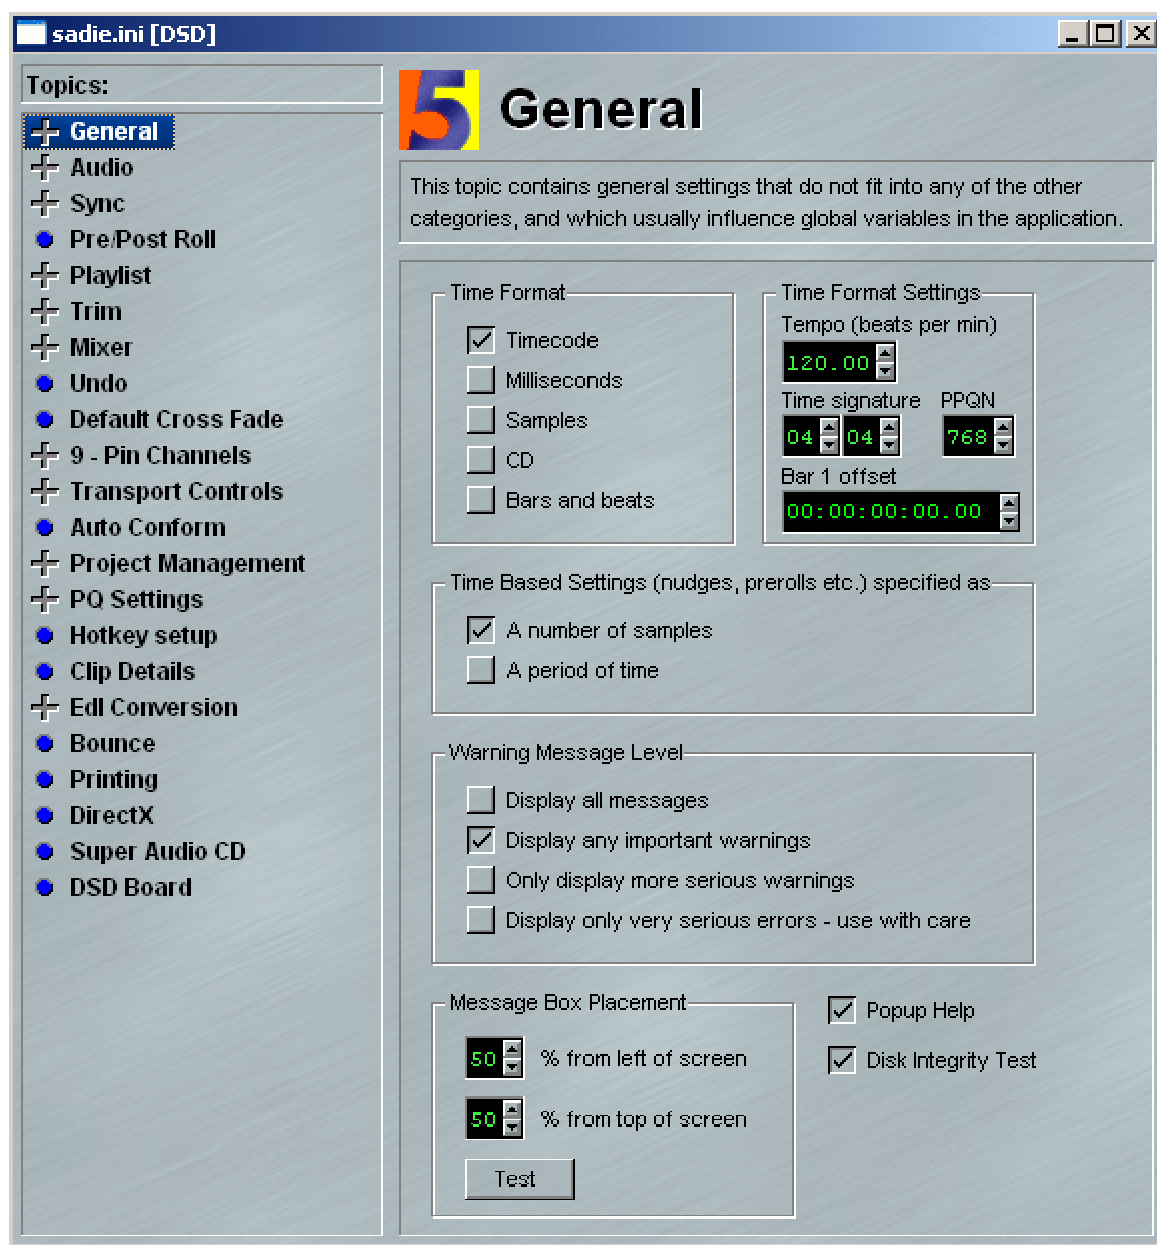 sadie.ini [DSD]
Topics:
General
Audio
Sync
Pre/Post Roll
Playlist
Trim
Mixer
Undo
Default Cross Fade
9 - Pin Channels
Transport Controls
Auto Conform
Project Management
PQ Settings
Hotkey setup
Clip Details
Edl Conversion
Bounce
Printing
DirectX
Super Audio CD
DSD Board
5 General
This topic contains general settings that do not fit into any of the other
categories, and which usually influence global variables in the application.
Time Format
Timecode
Milliseconds
Samples
CD
Bars and beats
Time Format Settings
Tempo (beats per min)
120.00
Time signature PPQN
04 04 768
Bar 1 offset
00:00:00:00.00
Time Based Settings (nudges, prerolls etc.) specified as
A number of samples
A period of time
Warning Message Level
Display all messages
Display any important warnings
Only display more serious warnings
Display only very serious errors - use with care
Message Box Placement
50 % from left of screen
50 % from top of screen
Test
Popup Help
Disk Integrity Test